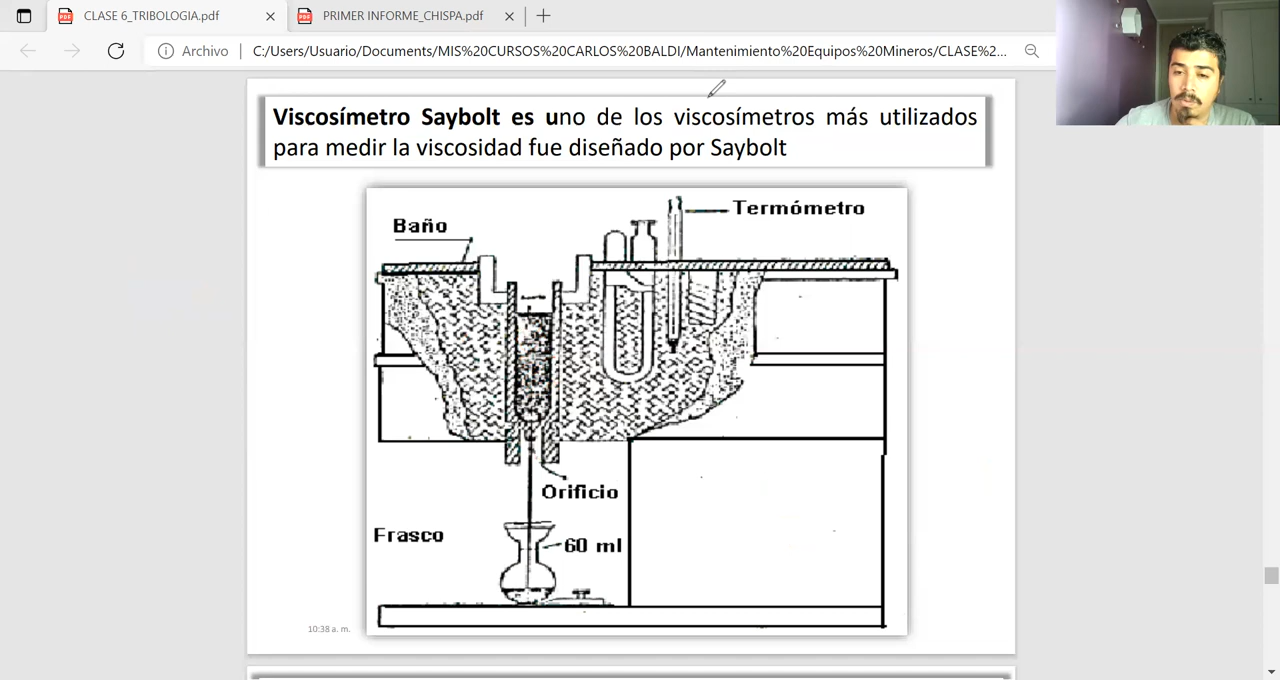 CLASE 6_TRIBOLOGIA.pdf
PRIMER INFORME_CHISPA.pdf
Archivo
C:/Users/Usuario/Documents/MIS%20CURSOS%20CARLOS%20BALDI/Mantenimiento%20Equipos%20Mineros/CLASE%2...
Viscosímetro Saybolt es uno de los viscosímetros más utilizados
para medir la viscosidad fue diseñado por Saybolt
Termómetro
Baño
Orificio
Frasco
60 ml
10:38 a. m.